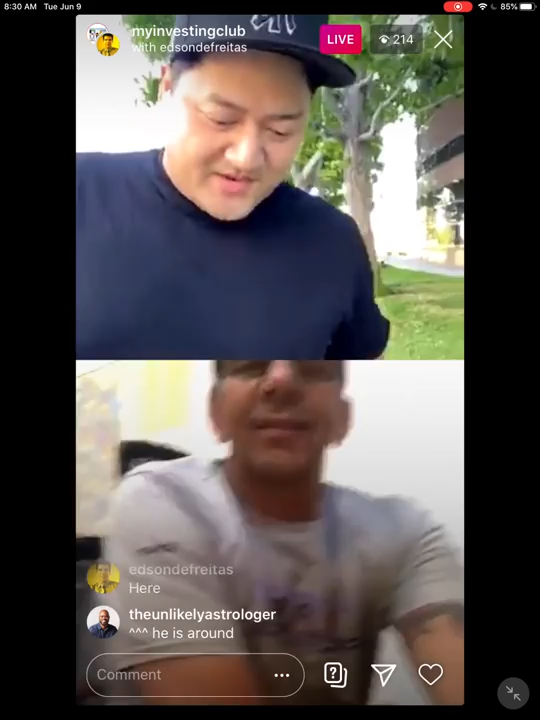 8:30 AM Tue Jun 9
85%
myinvestingclub
with edsondefreitas
LIVE
214
edsondefreitas
Here
theunlikelyastrologer
^^^ he is around
Comment